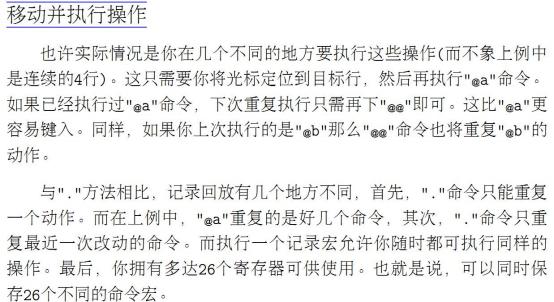 移动并执行操作
也许实际情况是你在几个不同的地方要执行这些操作(而不象上例中
是连续的4行)。这只需要你将光标定位到目标行，然后再执行"@a"命令。
如果已经执行过"@a"命令，下次重复执行只需再下"@@"即可。这比"@a"更
容易键入。同样，如果你上次执行的是"@b"那么"@@"命令也将重复"@b"的
动作。
与"."方法相比，记录回放有几个地方不同，首先，"."命令只能重复
一个动作。而在上例中，"@a"重复的是好几个命令，其次，"."命令只重
复最近一次改动的命令。而执行一个记录宏允许你随时都可执行同样的
操作。最后，你拥有多达26个寄存器可供使用。也就是说，可以同时保
存26个不同的命令宏。